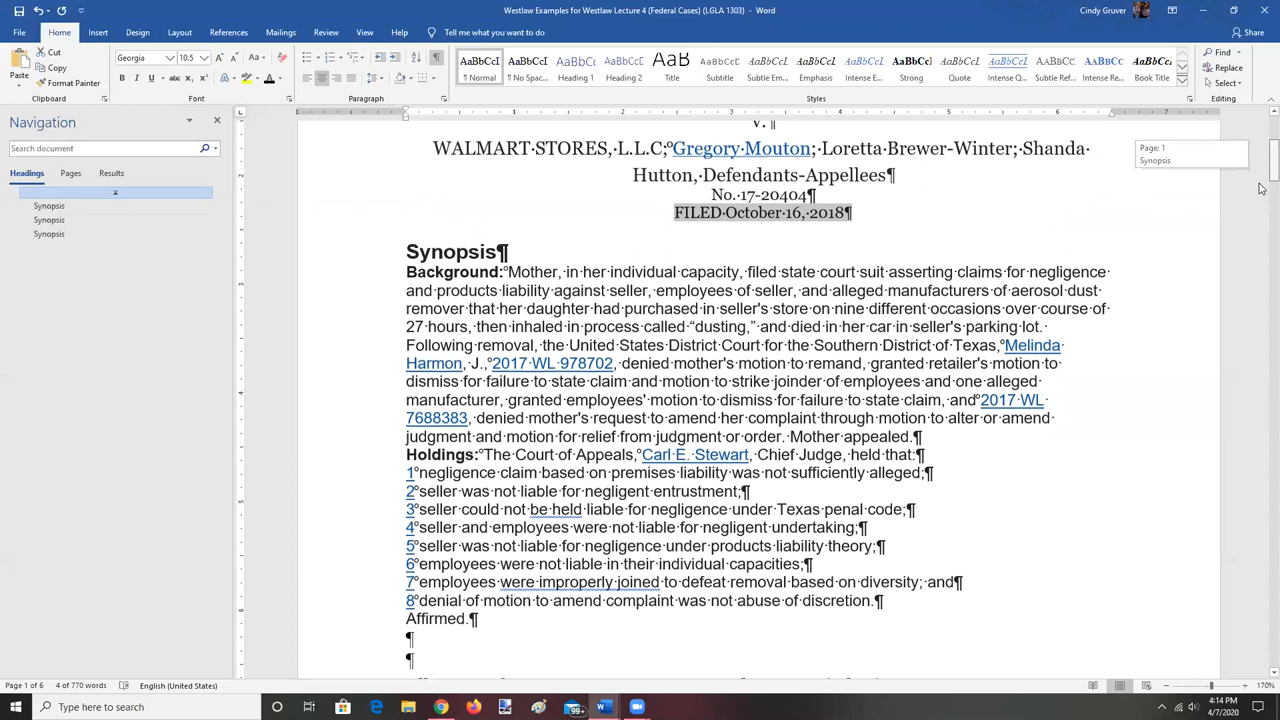 Westlaw Examples for Westlaw 4 (Federal Cases) (LGLA 1303) - Word
Cindy Gruver
File Home Insert Draw Design Layout References Mailings Review View Help Tell me what you want to do
Share
Paste
Cut
Copy
Format Painter
Clipboard
Georgia 10.5
Font
Paragraph
AaBbCcI AaBbCcI AaBbCcl AaBbCcl AaB AaBbCcl AaBbCcl AaBbCcl AaBbCcl AaBbCcl AaBbCcl AaBbCcl AaBbCcl AaBbCcl
¶ Normal ¶ No Spac... Heading 1 Heading 2 Title Subtitle Subtle Em... Emphasis Intense E... Strong Quote Intense Q... Subtle Ref... Intense Re... Book Title
Styles
Find
Replace
Select
Editing
Navigation
Search document
Headings Pages Results
Synopsis
Synopsis
Synopsis
v. ¶
WALMART·STORES,·L.L.C;°Gregory·Mouton;·Loretta·Brewer-Winter;·Shanda·
Hutton,·Defendants-Appellees¶
No.·17-20404¶
FILED·October·16,·2018¶
Page: 1
Synopsis
Synopsis¶
Background:°Mother,·in·her·individual·capacity,·filed·state·court·suit·asserting·claims·for·negligence·
and·products·liability·against·seller,·employees·of·seller,·and·alleged·manufacturers·of·aerosol·dust·
remover·that·her·daughter·had·purchased·in·seller's·store·on·nine·different·occasions·over·course·of·
27·hours,·then·inhaled·in·process·called·“dusting,”·and·died·in·her·car·in·seller's·parking·lot.·
Following·removal,·the·United·States·District·Court·for·the·Southern·District·of·Texas,°Melinda·
Harmon,·J.,°2017·WL·978702,·denied·mother's·motion·to·remand,·granted·retailer's·motion·to·
dismiss·for·failure·to·state·claim·and·motion·to·strike·joinder·of·employees·and·one·alleged·
manufacturer,·granted·employees'·motion·to·dismiss·for·failure·to·state·claim,·and°2017·WL·
7688383,·denied·mother's·request·to·amend·her·complaint·through·motion·to·alter·or·amend·
judgment·and·motion·for·relief·from·judgment·or·order.·Mother·appealed.¶
Holdings:°The·Court·of·Appeals,°Carl·E.·Stewart,·Chief·Judge,·held·that:¶
1°negligence·claim·based·on·premises·liability·was·not·sufficiently·alleged;¶
2°seller·was·not·liable·for·negligent·entrustment;¶
3°seller·could·not·be·held·liable·for·negligence·under·Texas·penal·code;¶
4°seller·and·employees·were·not·liable·for·negligent·undertaking;¶
5°seller·was·not·liable·for·negligence·under·products·liability·theory;¶
6°employees·were·not·liable·in·their·individual·capacities;¶
7°employees·were·improperly·joined·to·defeat·removal·based·on·diversity;·and¶
8°denial·of·motion·to·amend·complaint·was·not·abuse·of·discretion.¶
Affirmed.¶
¶
¶
Page 1 of 6 4 of 770 words English (United States)
170%
Type here to search
99+
4:14 PM
4/7/2020